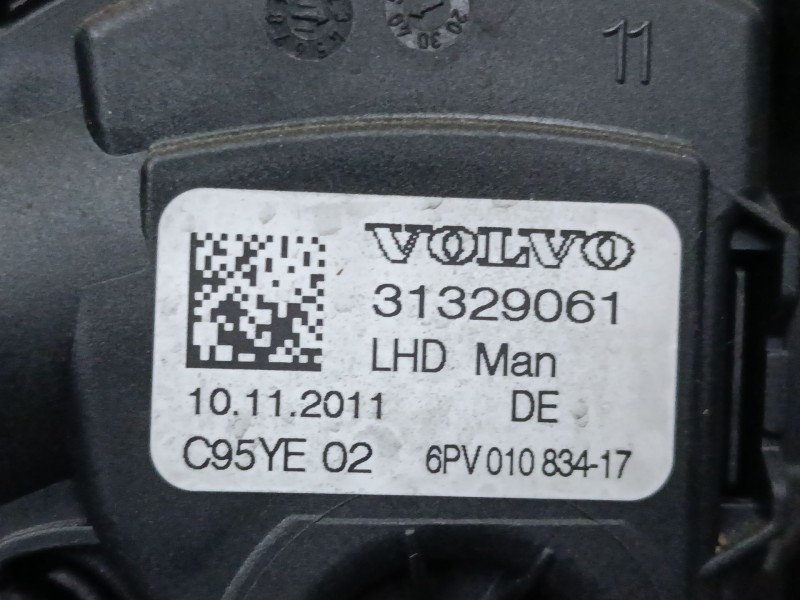 11
VOLVO
31329061
LHD Man
10.11.2011 DE
C95YE 02 6PV 010 834-17